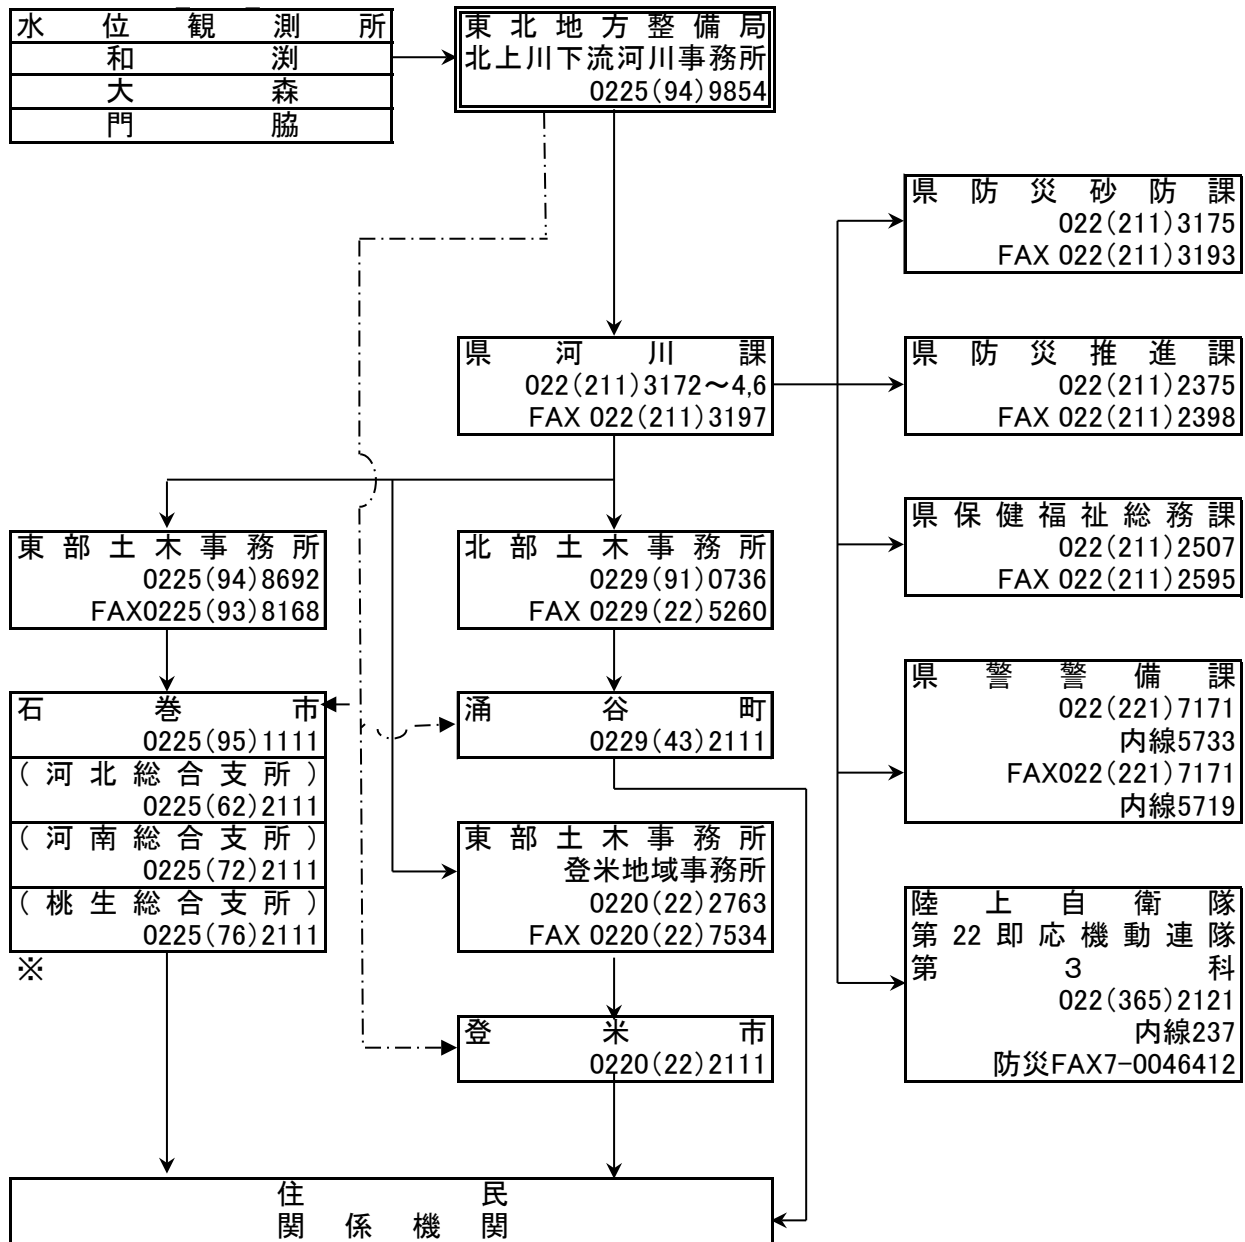 水位観測所
和渕
大森
門脇
東北地方整備局
北上川下流河川事務所
0225(94)9854
県防災砂防課
022(211)3175
FAX 022(211)3193
県河川課
022(211)3172～4,6
FAX 022(211)3197
県防災推進課
022(211)2375
FAX 022(211)2398
県保健福祉総務課
022(211)2507
FAX 022(211)2595
東部土木事務所
0225(94)8692
FAX0225(93)8168
北部土木事務所
0229(91)0736
FAX 0229(22)5260
県警警備課
022(221)7171
内線5733
FAX022(221)7171
内線5719
石巻市
0225(95)1111
(河北総合支所)
0225(62)2111
(河南総合支所)
0225(72)2111
(桃生総合支所)
0225(76)2111
※
涌谷町
0229(43)2111
東部土木事務所
登米地域事務所
0220(22)2763
FAX 0220(22)7534
陸上自衛隊
第22即応機動連隊
第３科
022(365)2121
内線237
防災FAX7-0046412
登米市
0220(22)2111
住民
関係機関